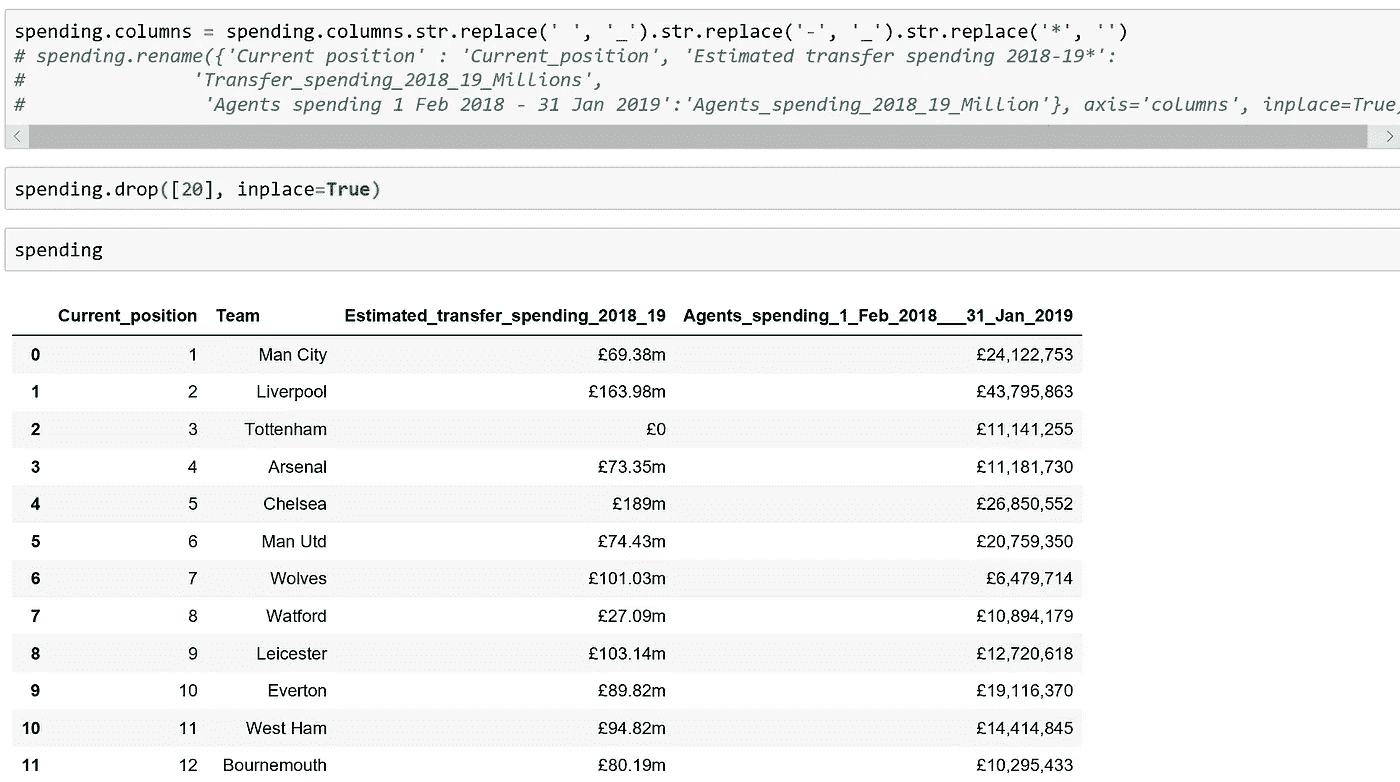 spending.columns = spending.columns.str.replace(' ', '_').str.replace('-', '_').str.replace('*', '')
# spending.rename({'Current position' : 'Current_position', 'Estimated transfer spending 2018-19*':
#               'Transfer_spending_2018_19_Millions',
#                'Agents spending 1 Feb 2018 - 31 Jan 2019':'Agents_spending_2018_19_Million'}, axis='columns', inplace=True)
spending.drop([20], inplace=True)
spending
Current_position Team Estimated_transfer_spending_2018_19 Agents_spending_1_Feb_2018___31_Jan_2019
0 1 Man City £69.38m £24,122,753
1 2 Liverpool £163.98m £43,795,863
2 3 Tottenham £0 £11,141,255
3 4 Arsenal £73.35m £11,181,730
4 5 Chelsea £189m £26,850,552
5 6 Man Utd £74.43m £20,759,350
6 7 Wolves £101.03m £6,479,714
7 8 Watford £27.09m £10,894,179
8 9 Leicester £103.14m £12,720,618
9 10 Everton £89.82m £19,116,370
10 11 West Ham £94.82m £14,414,845
11 12 Bournemouth £80.19m £10,295,433